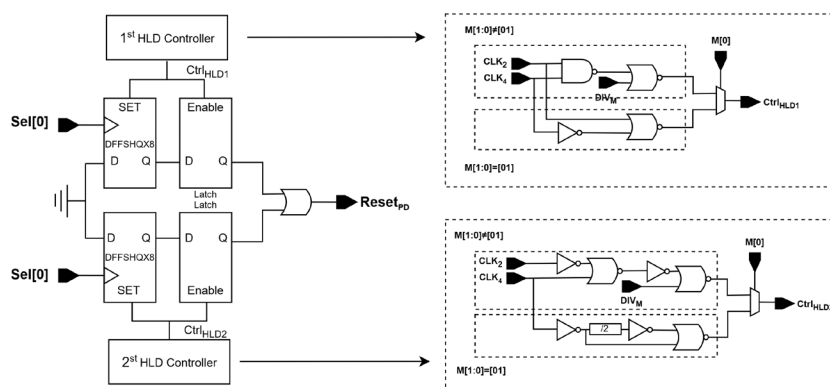 1st HLD Controller
CtrlHLD1
SET
Enable
Sel[0]
DFFSHQX8
D
Q
D
Q
Latch
Latch
ResetPD
D
Q
D
Q
DFFSHQX8
Sel[0]
SET
Enable
CtrlHLD2
2st HLD Controller
M[1:0]≠[01]
M[0]
CLK2
CLK4
DIVM
CtrlHLD1
M[1:0]=[01]
M[1:0]≠[01]
M[0]
CLK2
CLK4
DIVM
CtrlHLD2
/2
M[1:0]=[01]